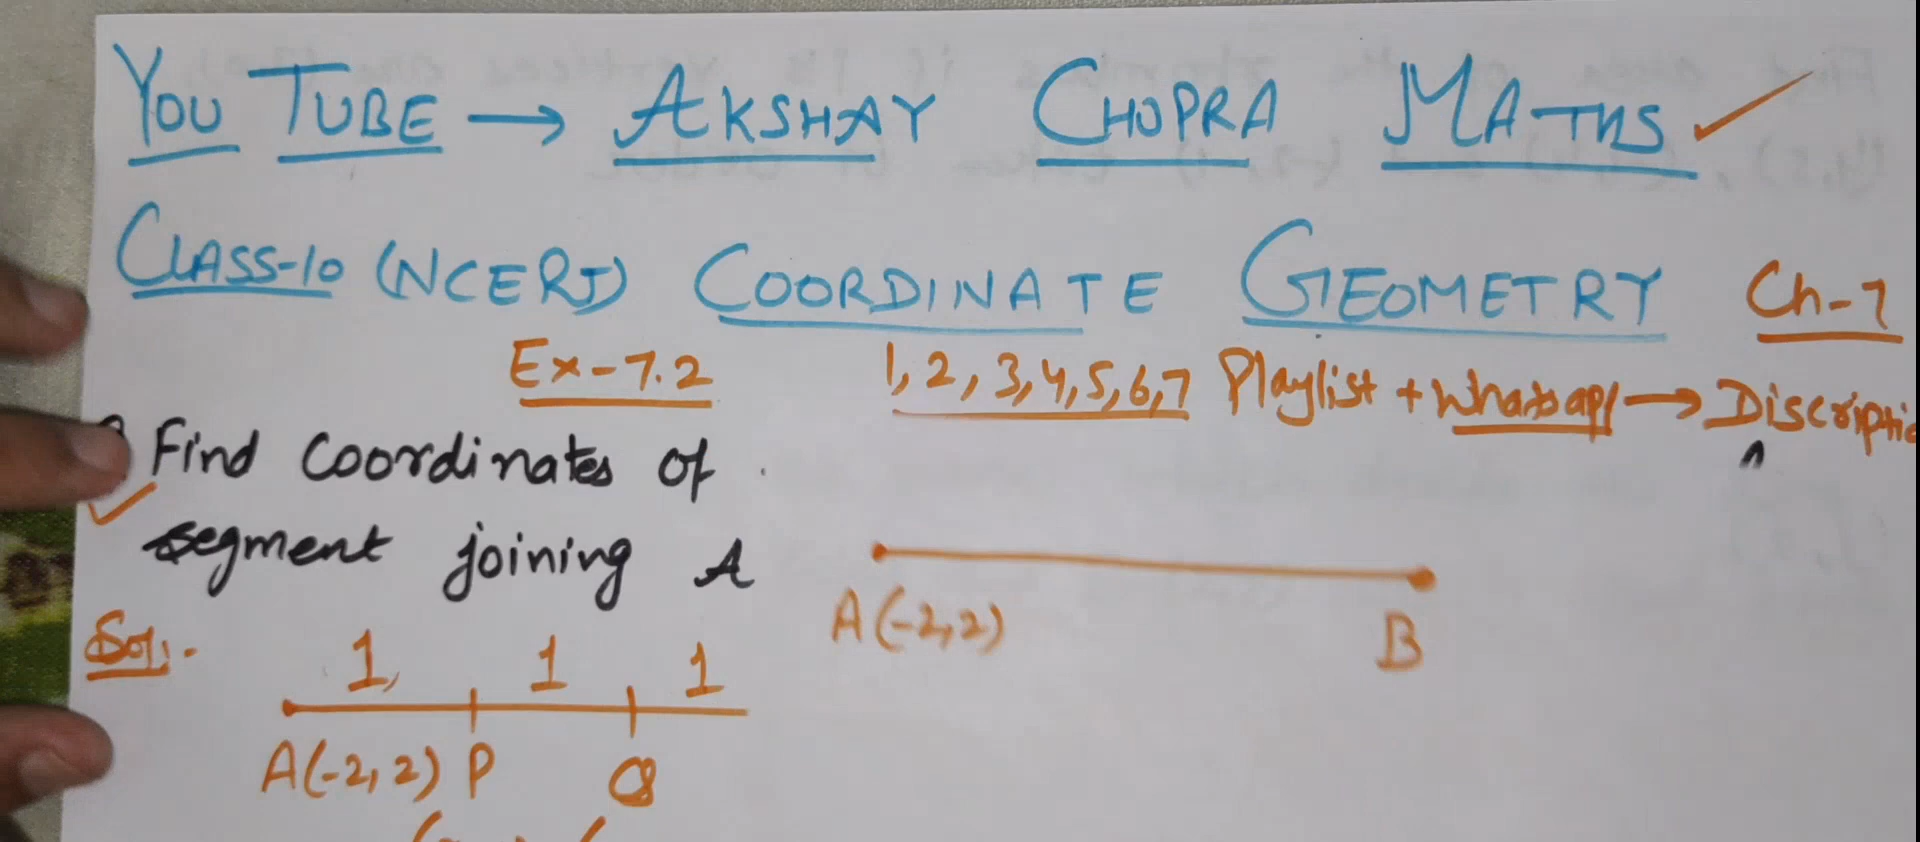 YOU TUBE → AKSHAY CHOPRA MATHS ✓
CLASS-10 (NCERT) COORDINATE GEOMETRY Ch-7
Ex-7.2 1, 2, 3, 4, 5, 6, 7 Playlist + Whatsapp → Discriptio
Find coordinates of
segment joining A
A(-2,2) B
Sol:-
1 1 1
A(-2,2) P Q